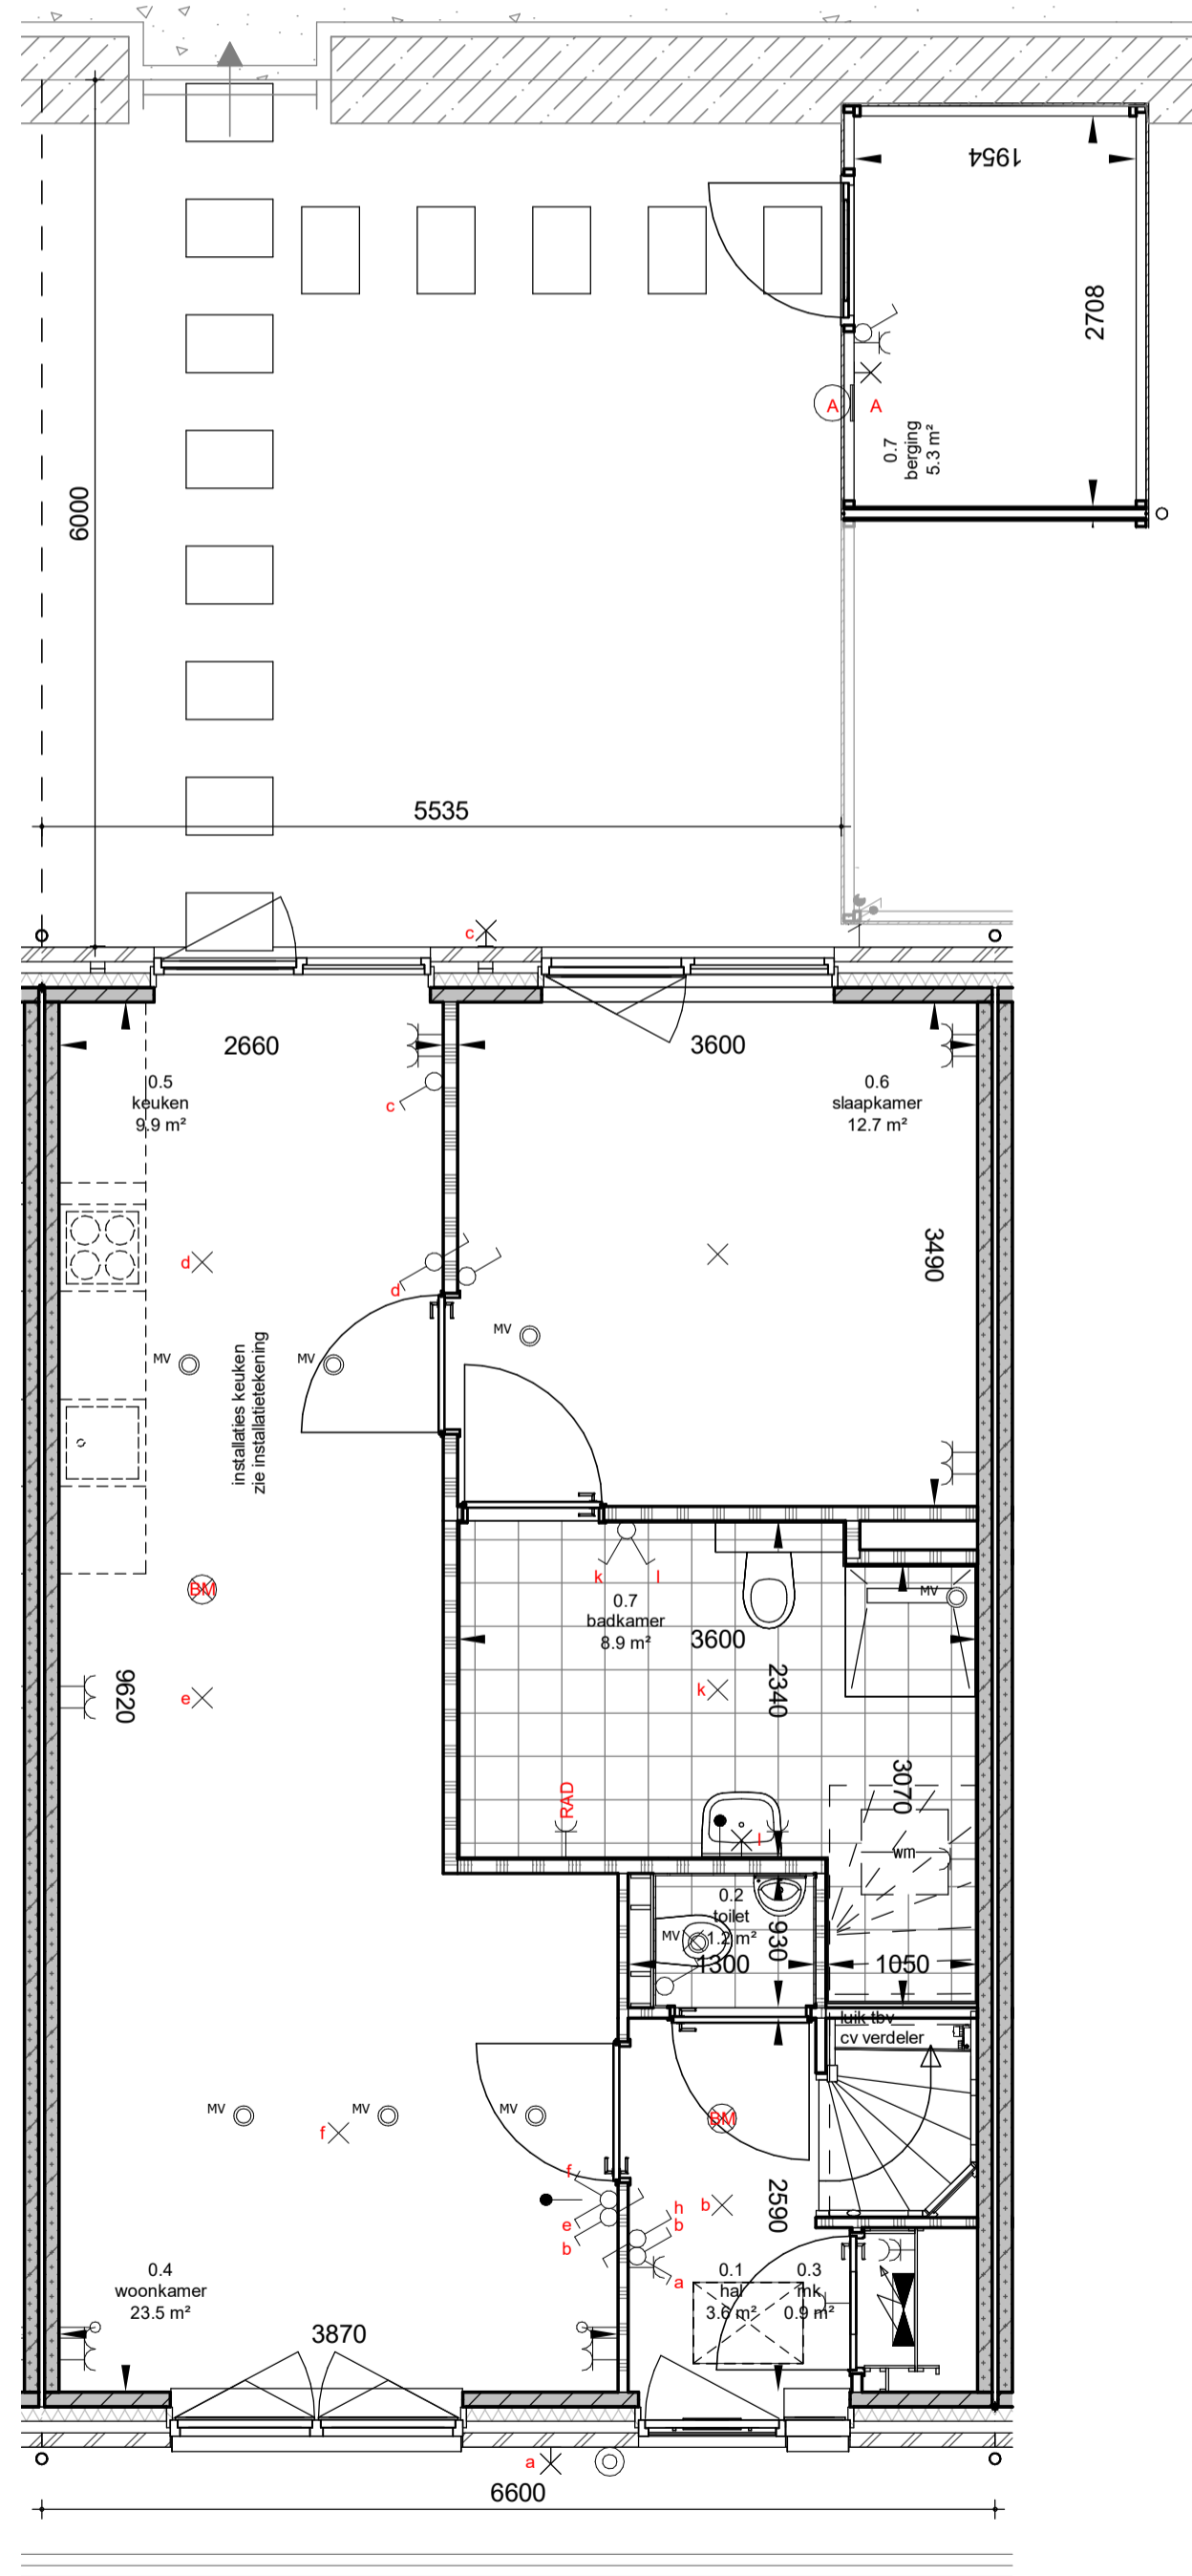 1954
2708
A
A
0.7
berging
5.3 m²
6000
5535
c
2660
3600
0.5
keuken
9.9 m²
0.6
slaapkamer
12.7 m²
c
3490
d
d
MV
MV
MV
installaties keuken
zie installatietekening
k
l
BM
0.7
badkamer
8.9 m²
3600
MV
9620
e
k
2340
3070
RAD
l
wm
0.2
toilet
1.2 m²
MV
930
1300
1050
luik tbv
cv verdeler
MV
MV
MV
f
BM
f
h
b
e
b
b
2590
a
0.4
woonkamer
23.5 m²
0.1
hal
3.6 m²
0.3
mk
0.9 m²
3870
a
6600